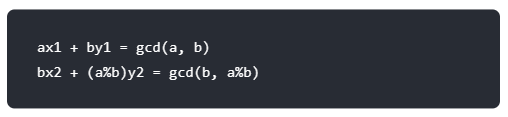 ax1 + by1 = gcd(a, b)
bx2 + (a%b)y2 = gcd(b, a%b)